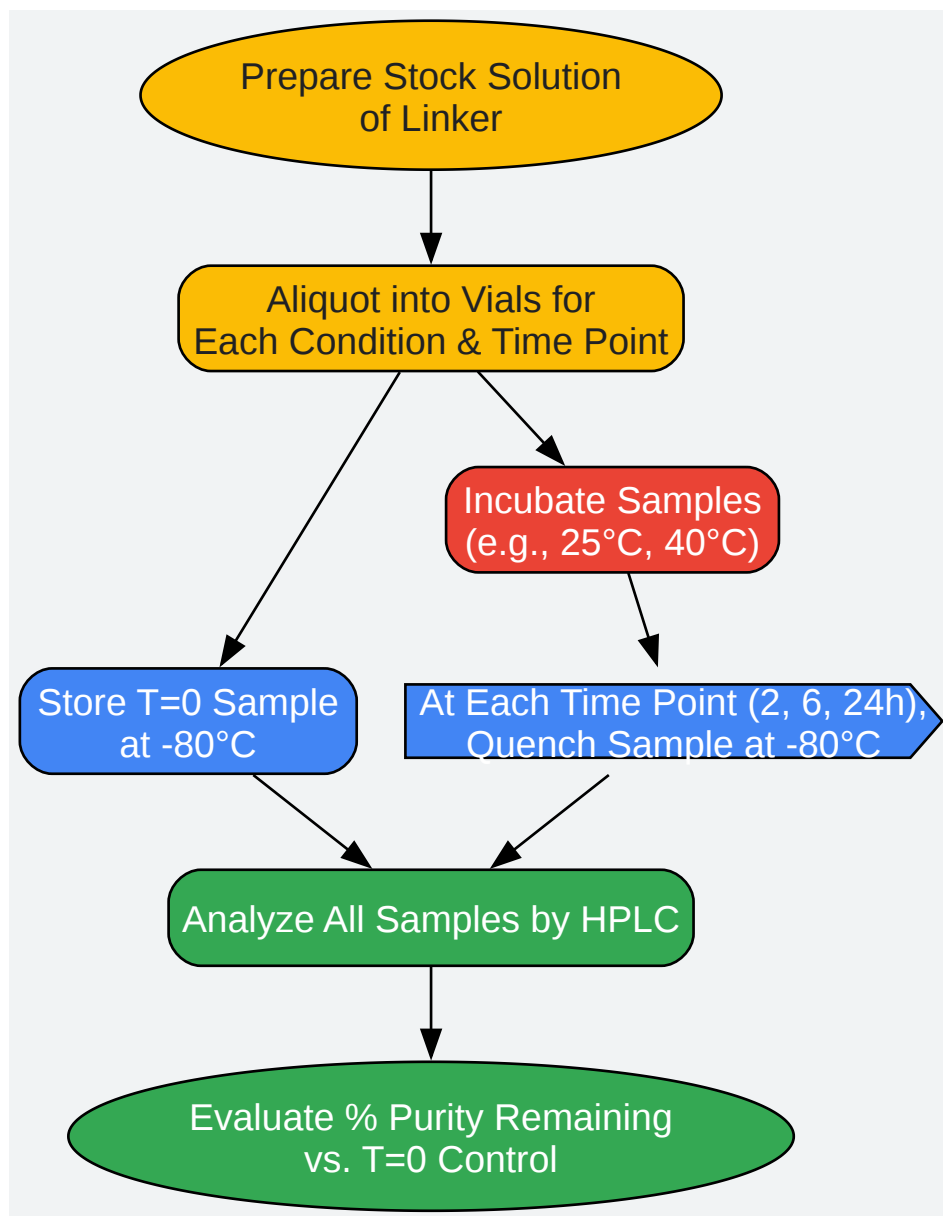 Prepare Stock Solution
of Linker
Aliquot into Vials for
Each Condition & Time Point
Incubate Samples
(e.g., 25°C, 40°C)
Store T=0 Sample
at -80°C
At Each Time Point (2, 6, 24h),
Quench Sample at -80°C
Analyze All Samples by HPLC
Evaluate % Purity Remaining
vs. T=0 Control